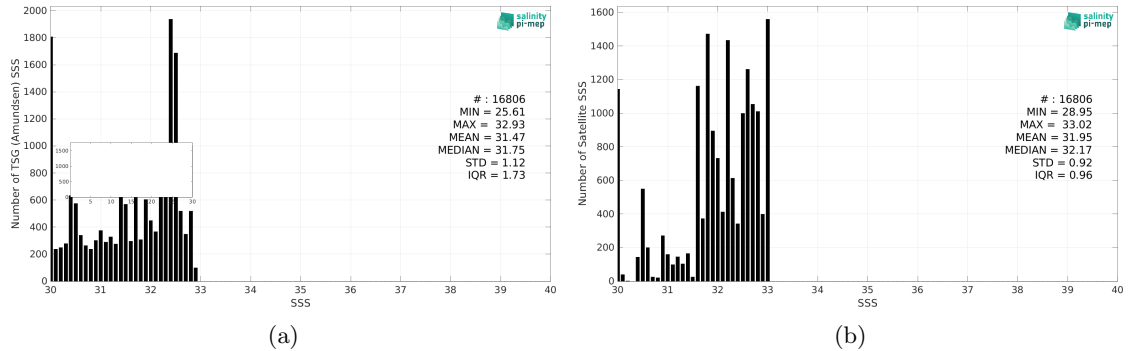 2000
1800
1600
1400
1200
1000
800
600
400
200
0
Number of TSG (Amundsen) SSS
30 31 32 33 34 35 36 37 38 39 40
SSS
1500
1000
500
0
5 10 15 20 25 30
salinity
pi-mep
# : 16806
MIN = 25.61
MAX = 32.93
MEAN = 31.47
MEDIAN = 31.75
STD = 1.12
IQR = 1.73
(a)
1600
1400
1200
1000
800
600
400
200
0
Number of Satellite SSS
30 31 32 33 34 35 36 37 38 39 40
SSS
salinity
pi-mep
# : 16806
MIN = 28.95
MAX = 33.02
MEAN = 31.95
MEDIAN = 32.17
STD = 0.92
IQR = 0.96
(b)